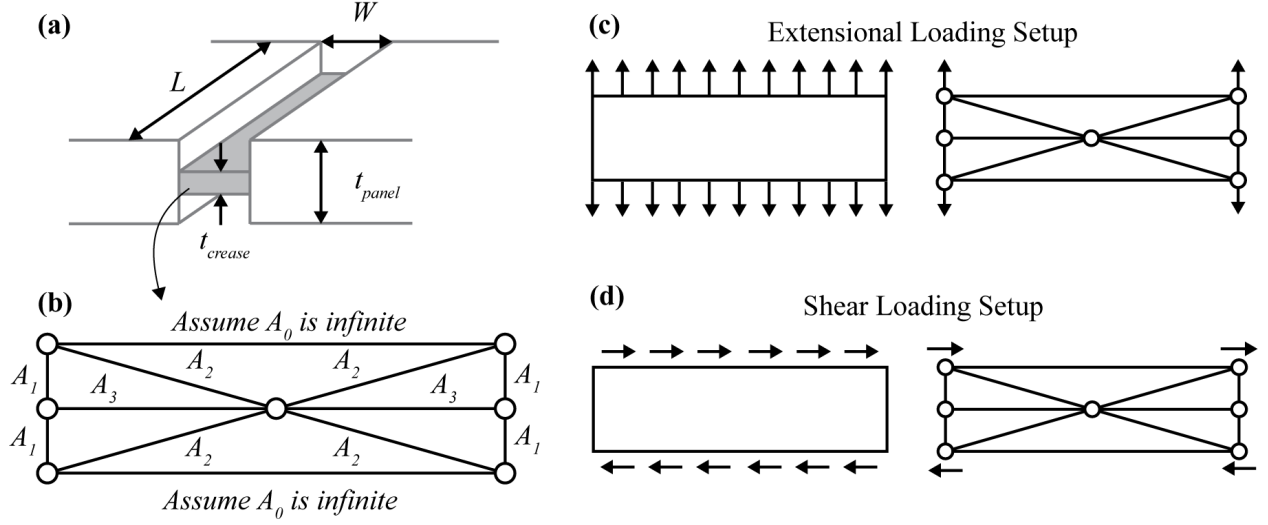 (a)
W
L
t_panel
t_crease
(b)
Assume A_0 is infinite
A_1 A_2 A_2 A_1
A_3 A_3
A_1 A_2 A_2 A_1
Assume A_0 is infinite
(c)
Extensional Loading Setup
(d)
Shear Loading Setup